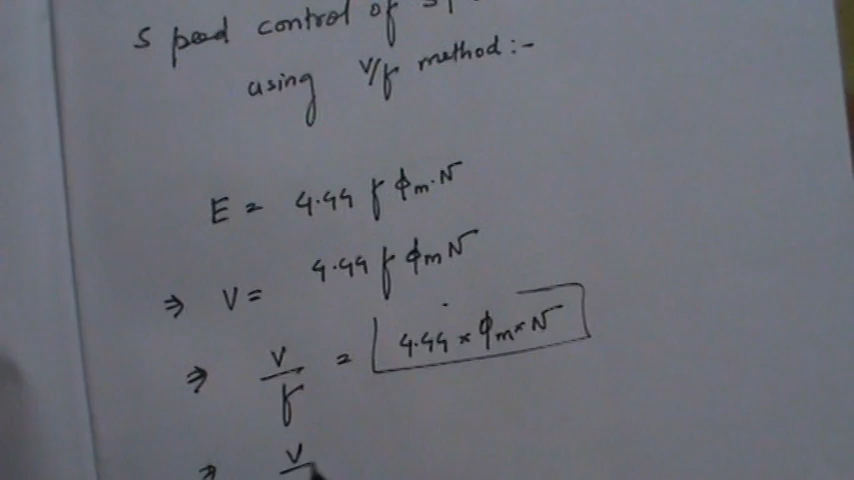 Speed control of
using V/f method:-
E = 4.44 f ϕm.N
⇒ V = 4.44 f ϕm N
⇒ V/f = 4.44 × ϕm × N
⇒ V